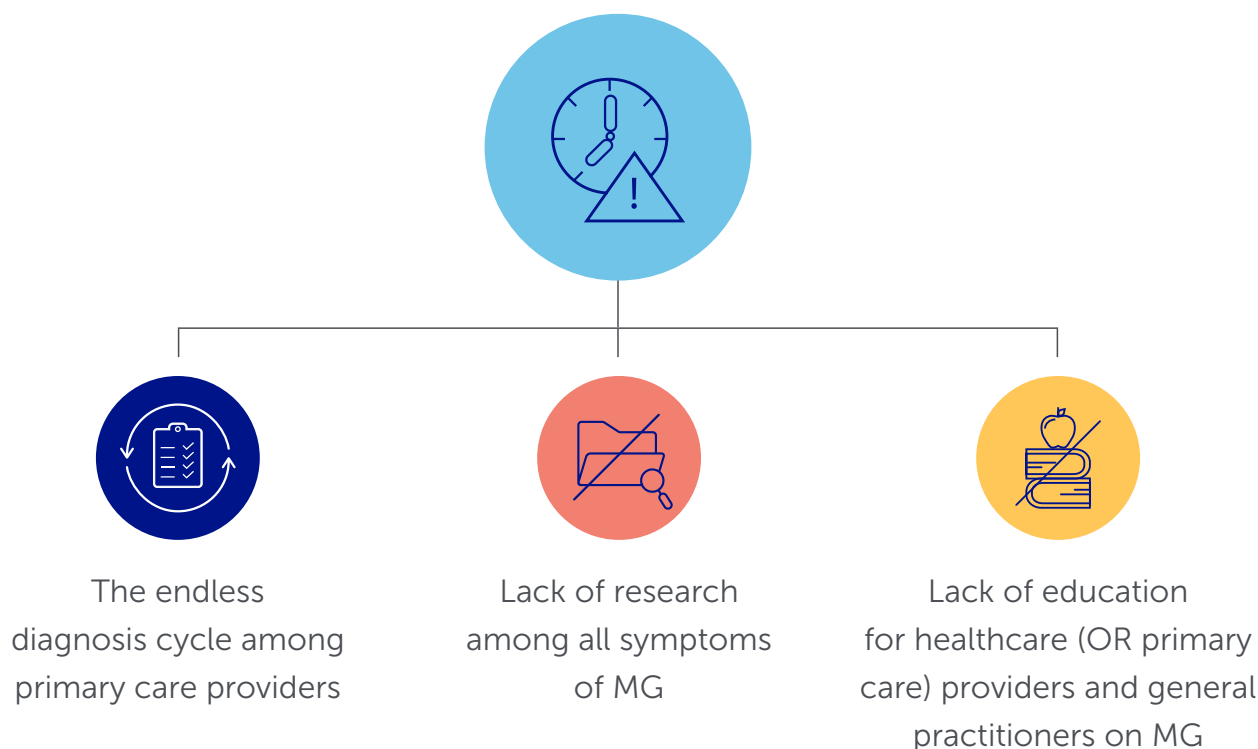 The endless
diagnosis cycle among
primary care providers
Lack of research
among all symptoms
of MG
Lack of education
for healthcare (OR primary
care) providers and general
practitioners on MG